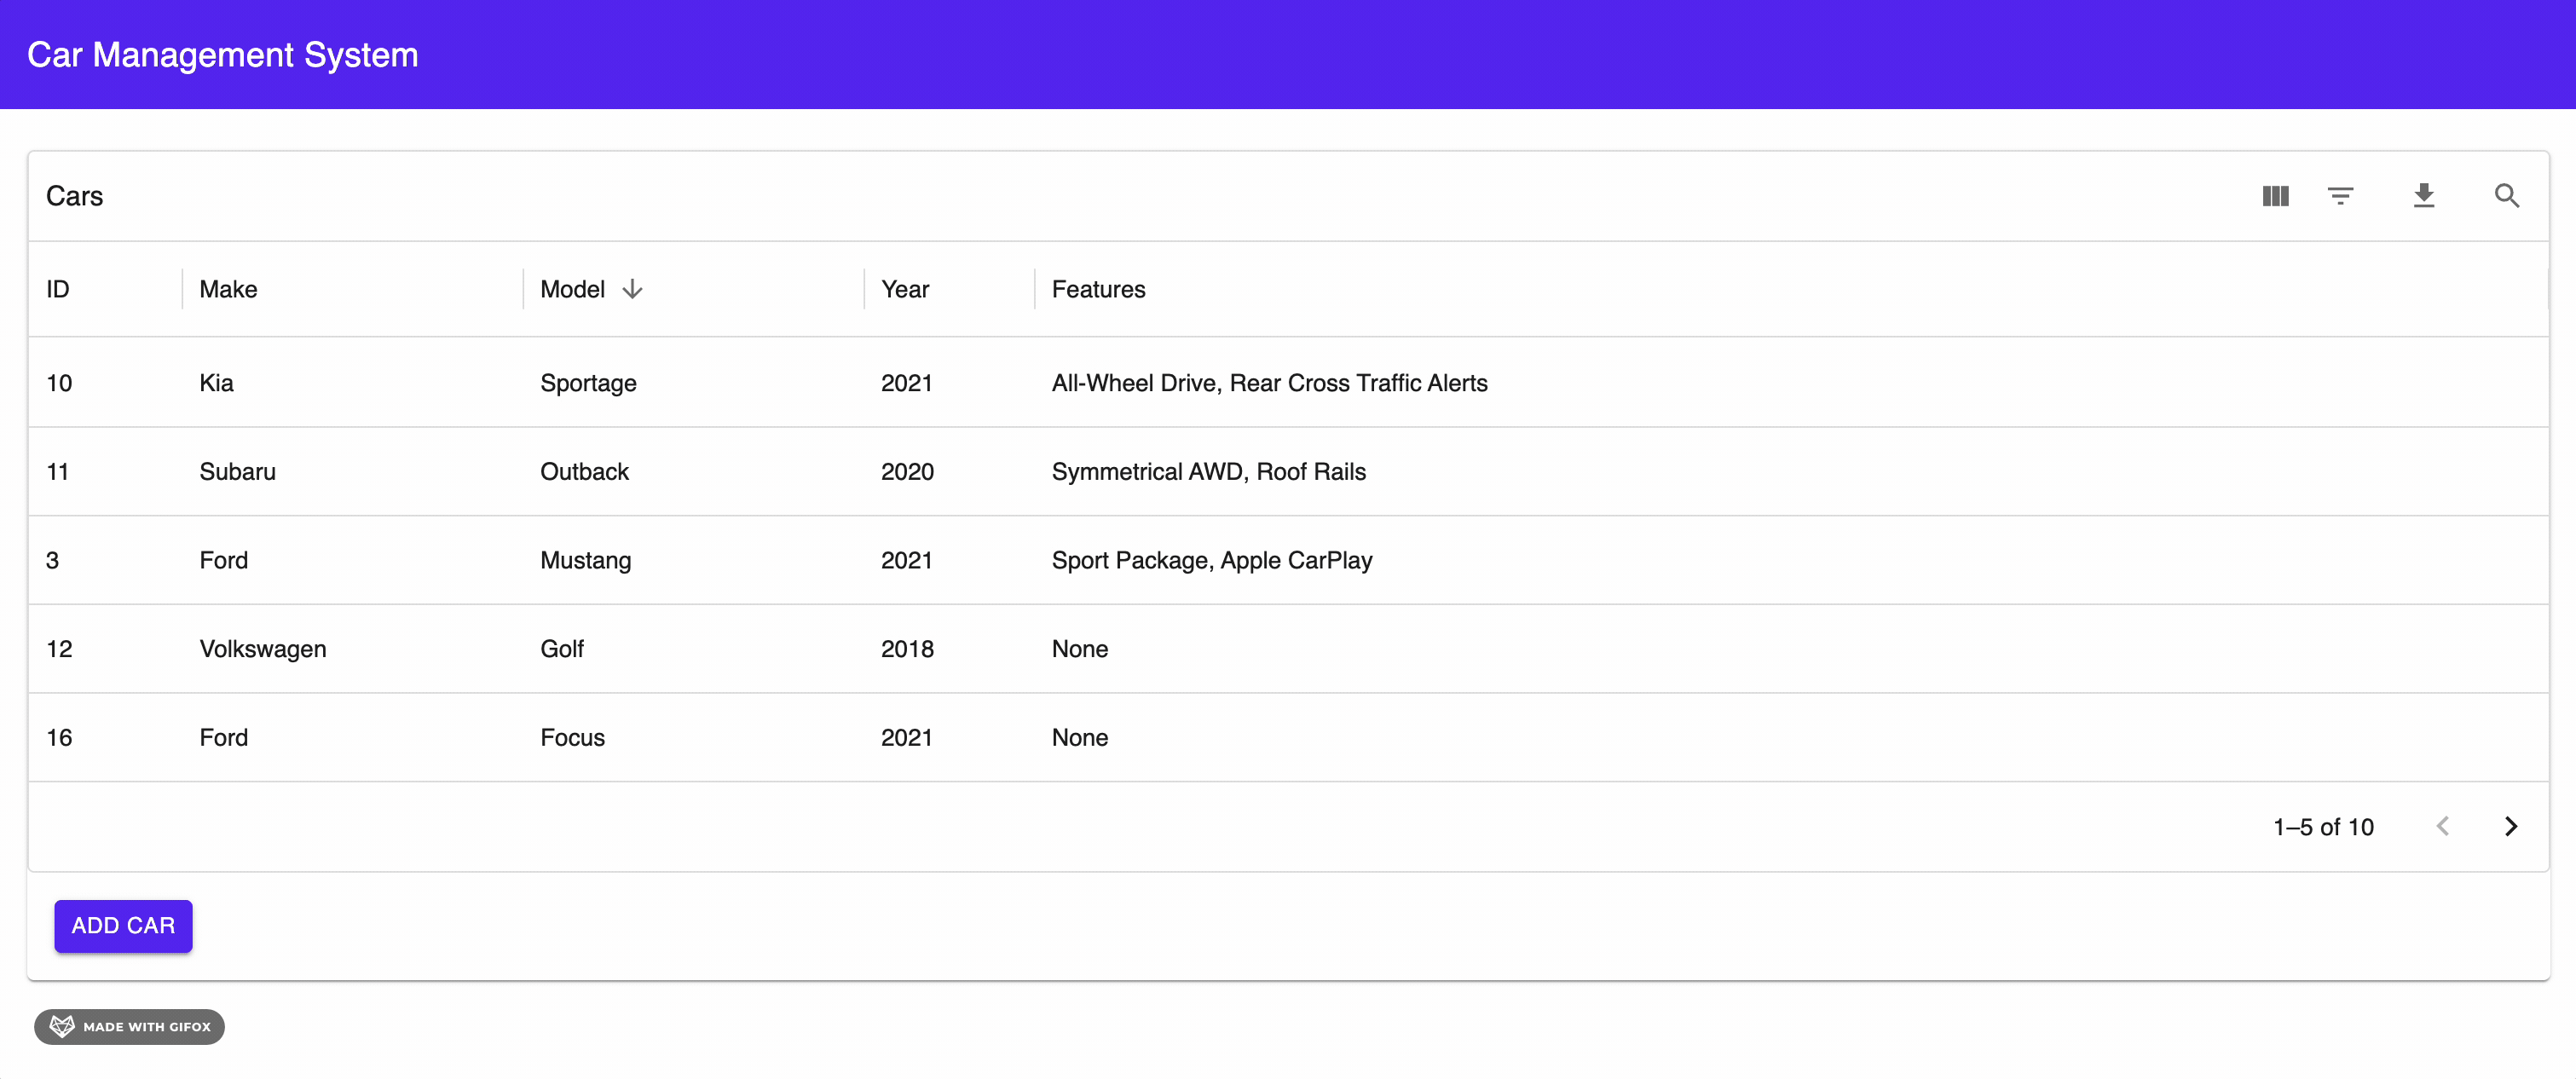 Car Management System
Cars
ID Make Model Year Features
10 Kia Sportage 2021 All-Wheel Drive, Rear Cross Traffic Alerts
11 Subaru Outback 2020 Symmetrical AWD, Roof Rails
3 Ford Mustang 2021 Sport Package, Apple CarPlay
12 Volkswagen Golf 2018 None
16 Ford Focus 2021 None
1–5 of 10
ADD CAR
MADE WITH GIFOX